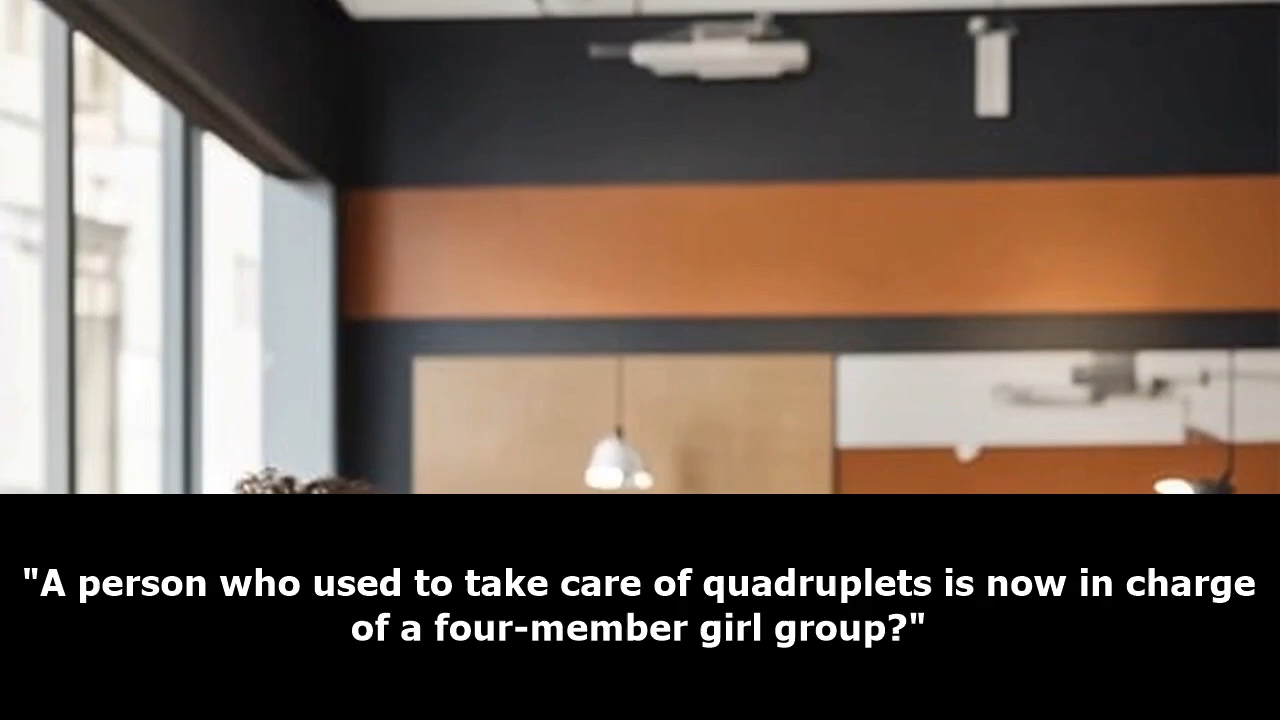 "A person who used to take care of quadruplets is now in charge
of a four-member girl group?"